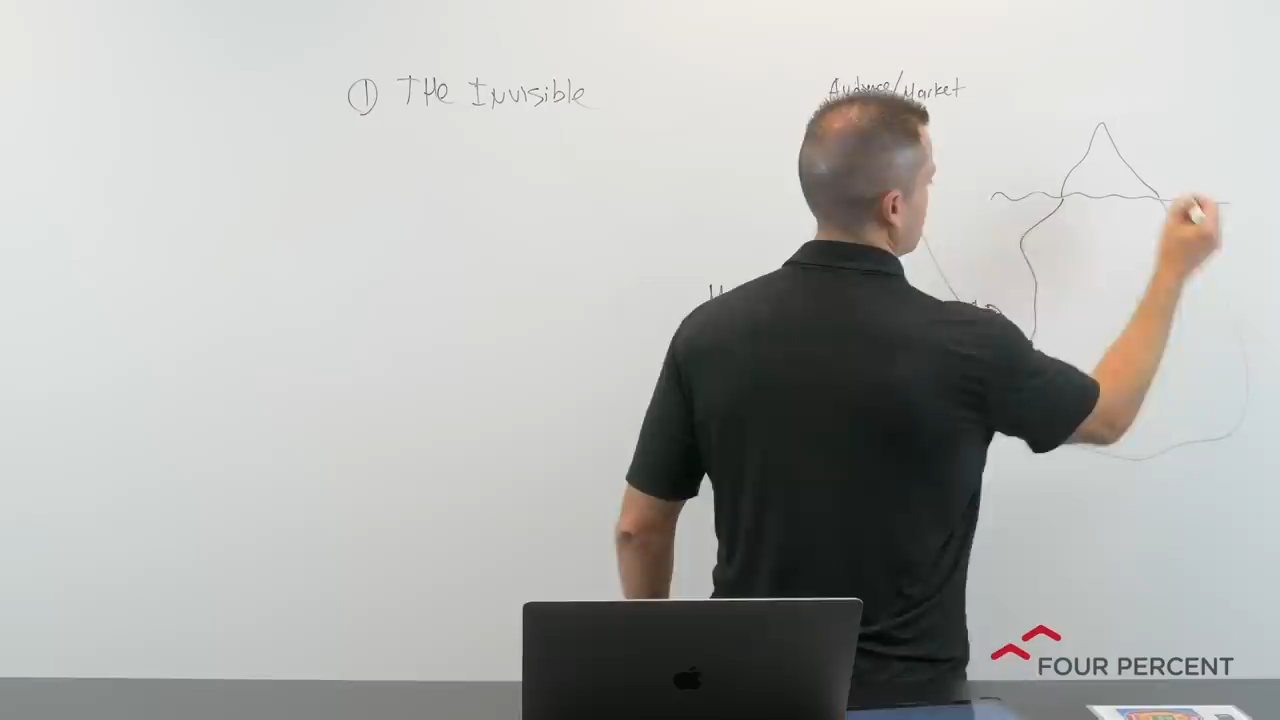 ① THE INVISIBLE
Audience/Market
FOUR PERCENT